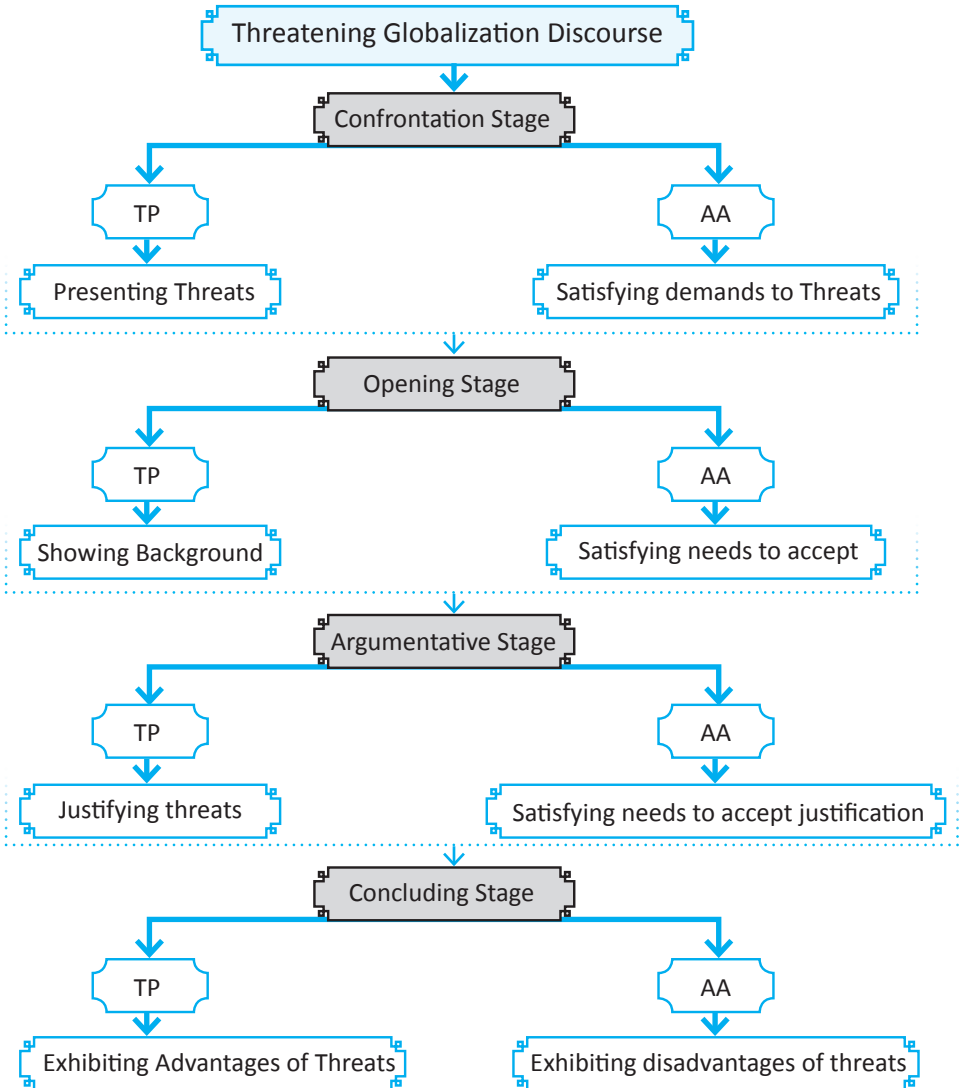 Threatening Globalization Discourse
Confrontation Stage
TP
AA
Presenting Threats
Satisfying demands to Threats
Opening Stage
TP
AA
Showing Background
Satisfying needs to accept
Argumentative Stage
TP
AA
Justifying threats
Satisfying needs to accept justification
Concluding Stage
TP
AA
Exhibiting Advantages of Threats
Exhibiting disadvantages of threats